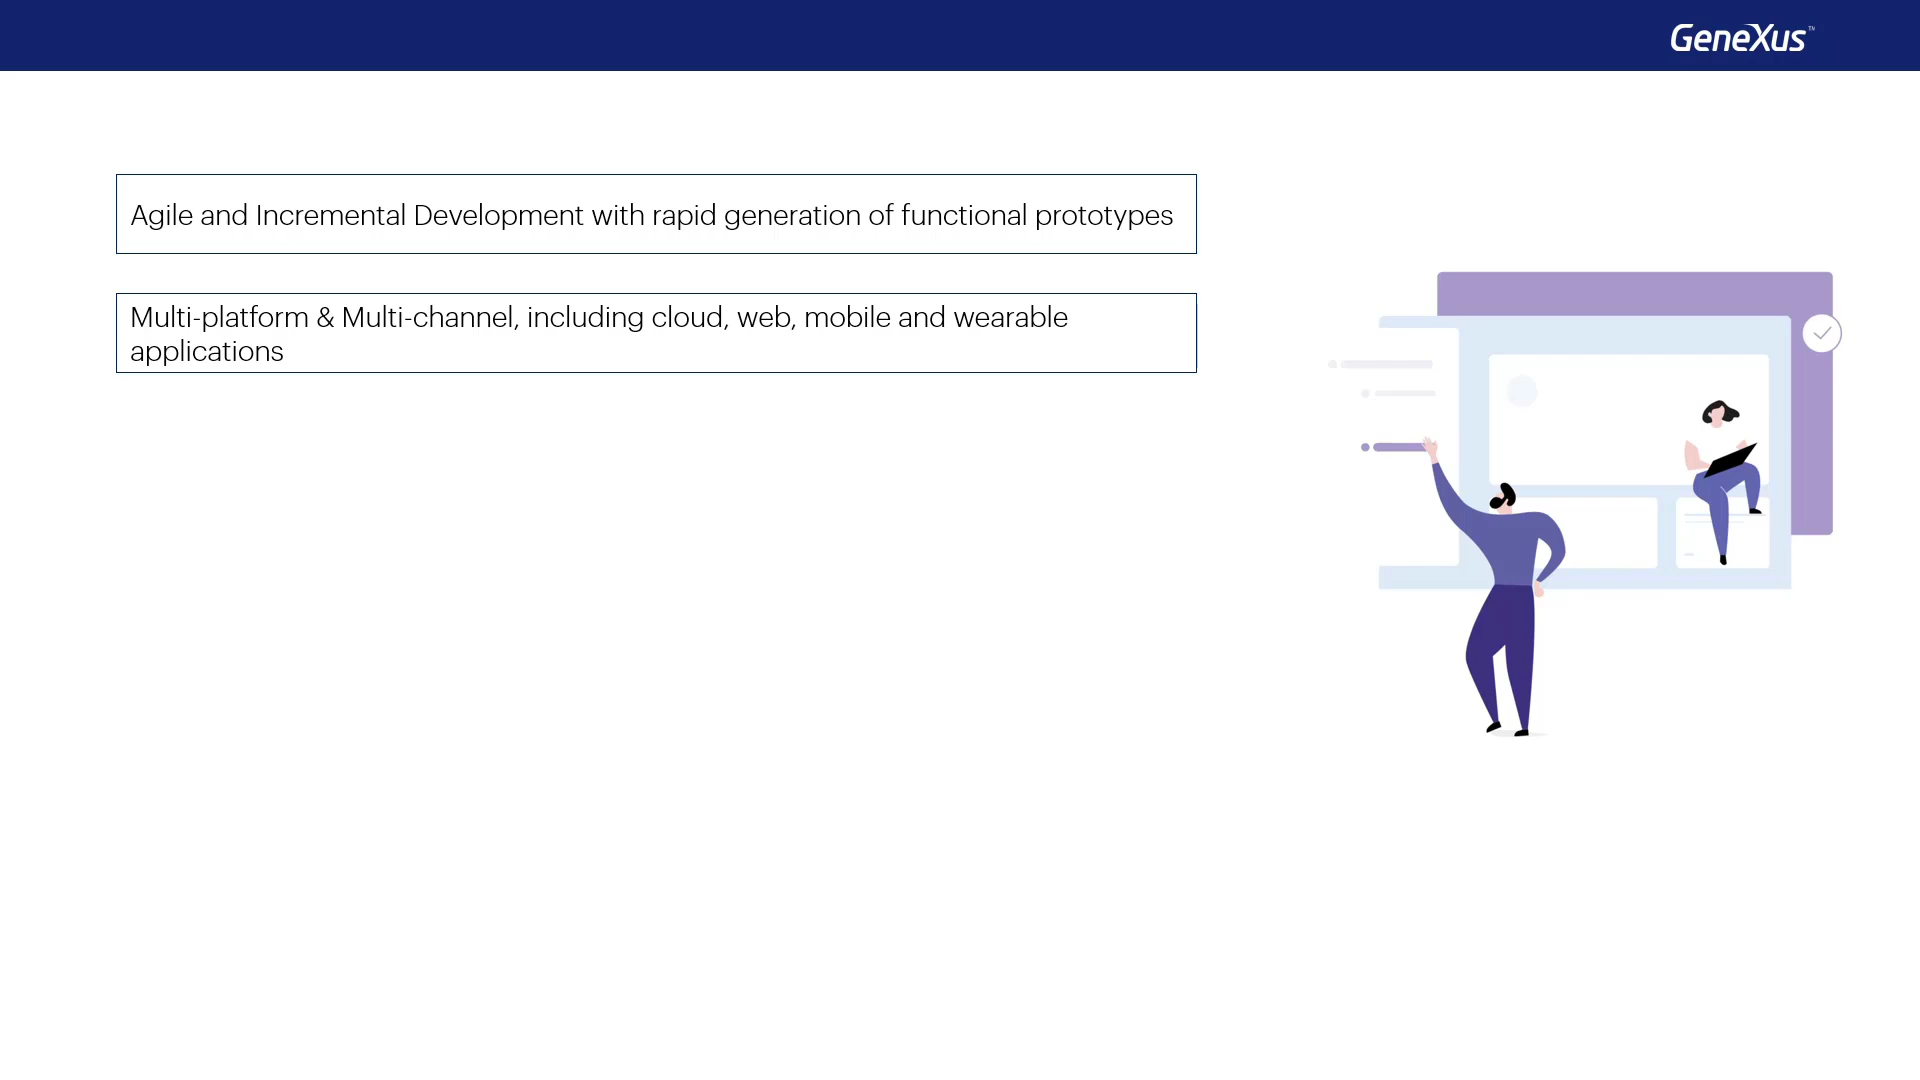 GeneXus™
Agile and Incremental Development with rapid generation of functional prototypes
Multi-platform & Multi-channel, including cloud, web, mobile and wearable
applications